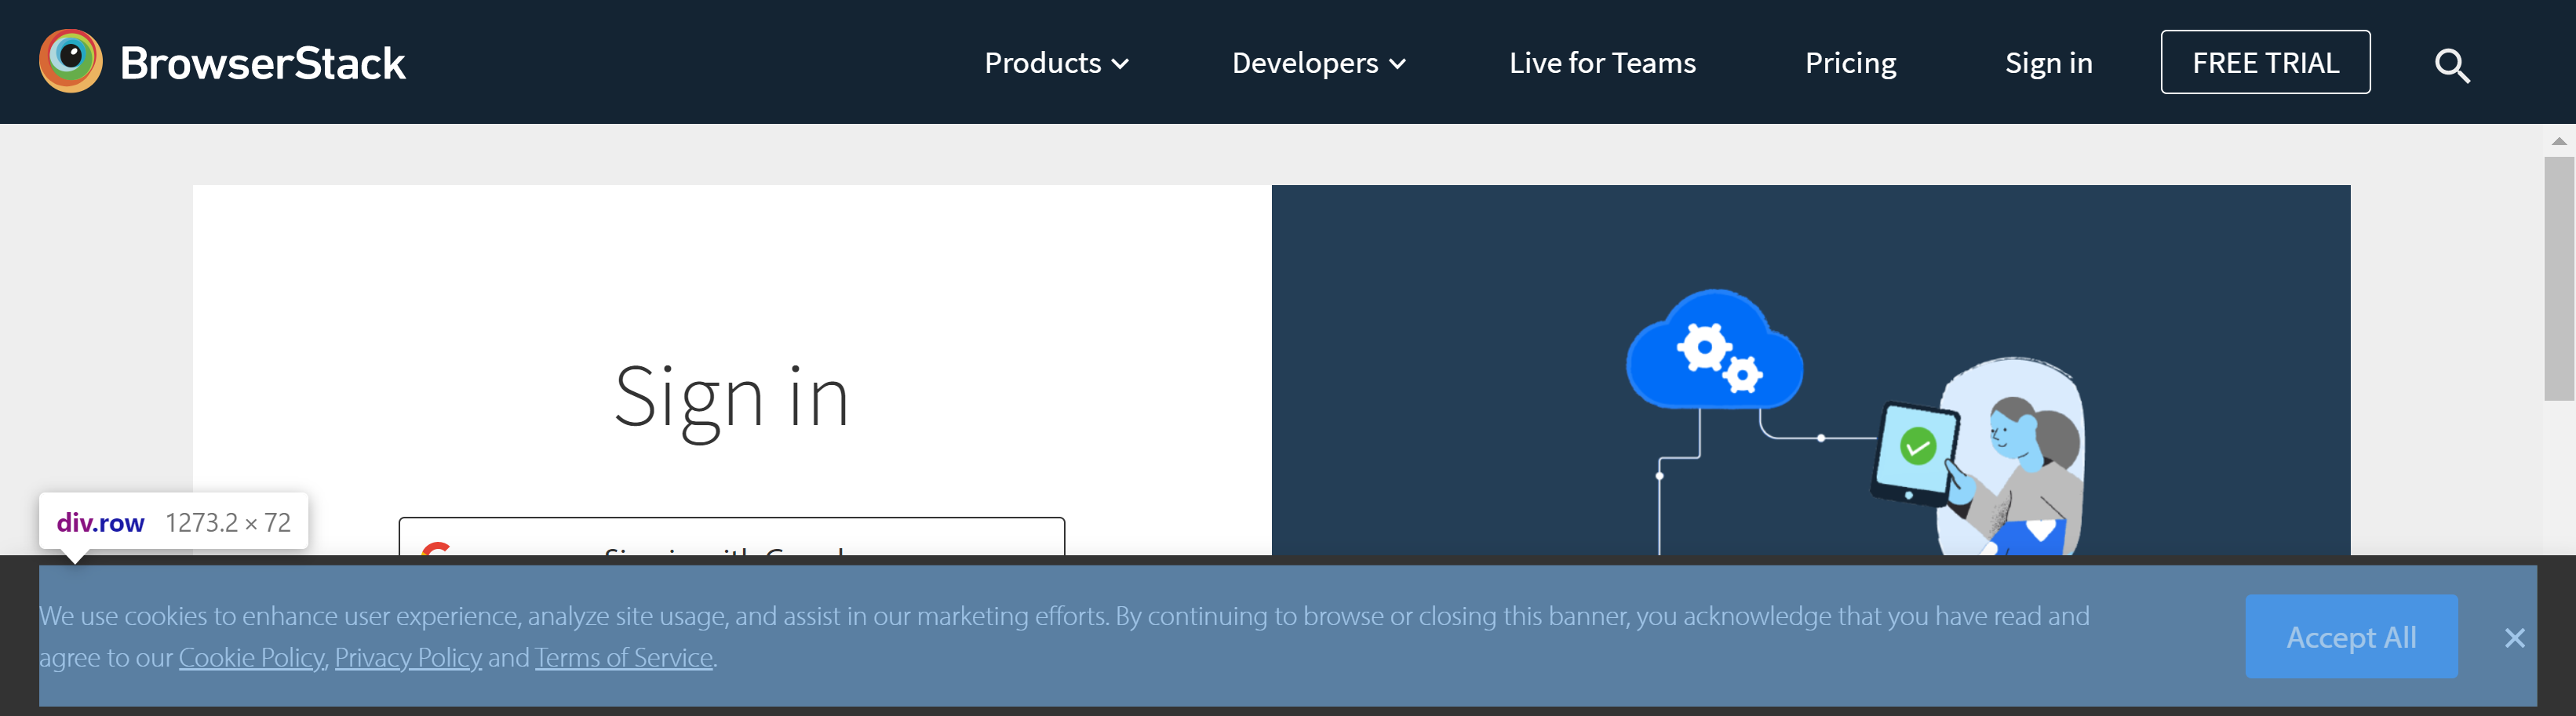 BrowserStack
Products
Developers
Live for Teams
Pricing
Sign in
FREE TRIAL
Sign in
div.row 1273.2 × 72
We use cookies to enhance user experience, analyze site usage, and assist in our marketing efforts. By continuing to browse or closing this banner, you acknowledge that you have read and
agree to our Cookie Policy, Privacy Policy and Terms of Service.
Accept All